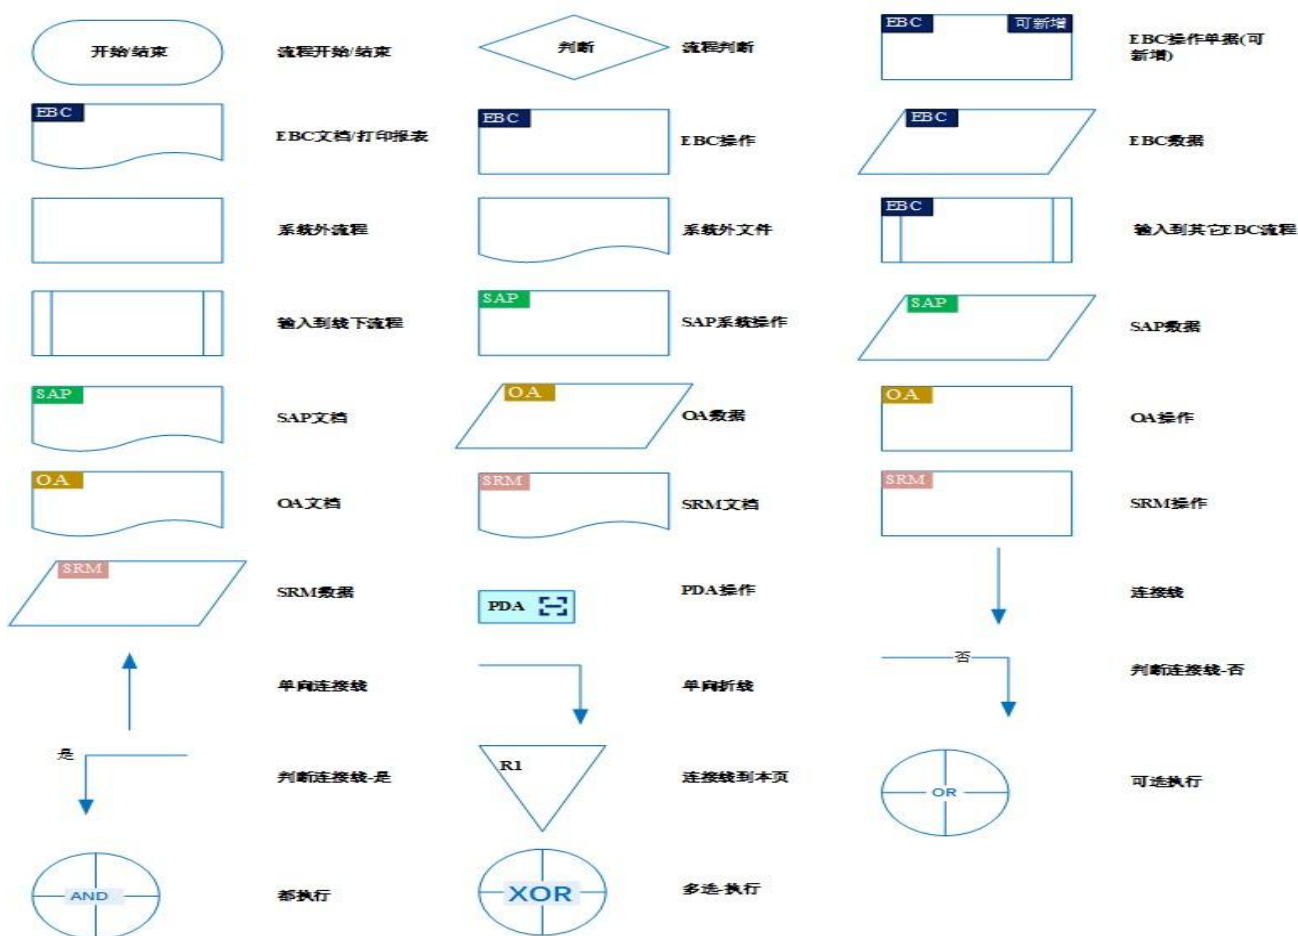 开始/结束
流程开始/结束
判断
流程判断
EBC
可新增
EBC操作单据(可
新增)
EBC
EBC文档/打印报表
EBC
EBC操作
EBC
EBC数据
系统外流程
系统外文件
EBC
输入到其它EBC流程
输入到线下流程
SAP
SAP系统操作
SAP
SAP数据
SAP
SAP文档
OA
OA数据
OA
OA操作
OA
OA文档
SRM
SRM文档
SRM
SRM操作
SRM
SRM数据
PDA
PDA操作
连接线
单向连接线
单向折线
否
判断连接线-否
是
判断连接线-是
R1
连接线到本页
OR
可选执行
AND
都执行
XOR
多选-执行